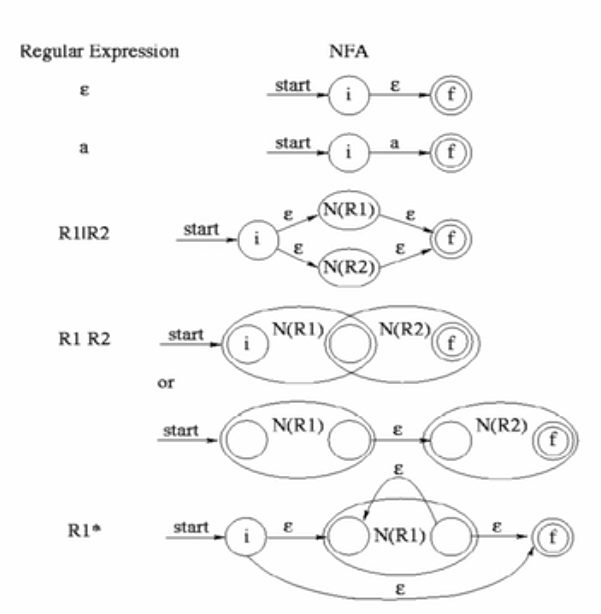 Regular Expression NFA
ε start i ε f
a start i a f
ε N(R1) ε
R1|R2 start i f
ε N(R2) ε
R1 R2 start i N(R1) N(R2) f
or
start N(R1) ε N(R2) f
ε
R1* start i ε N(R1) ε f
ε